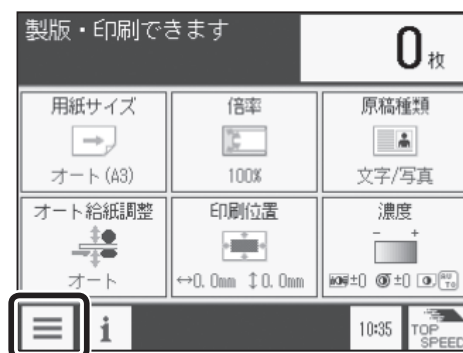 製版・印刷できます
0枚
用紙サイズ
倍率
原稿種類
オート(A3)
100%
文字/写真
オート給紙調整
印刷位置
濃度
- +
オート
↔0.0mm ↕0.0mm
±0 ±0 AUTO
i
10:35
TOP SPEED